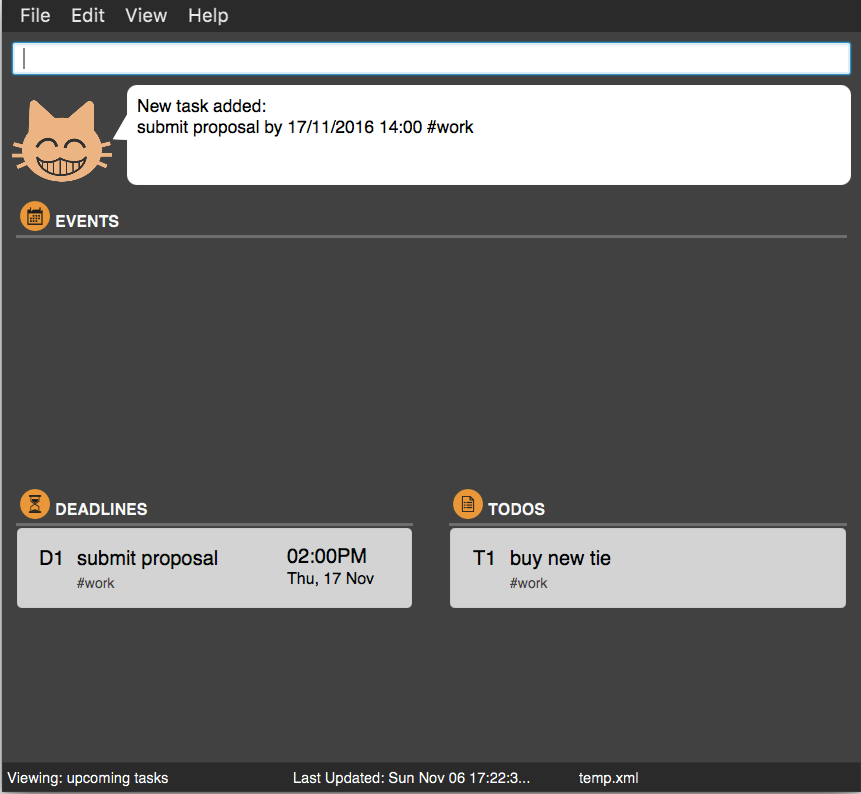 File Edit View Help
New task added:
submit proposal by 17/11/2016 14:00 #work
EVENTS
DEADLINES
D1 submit proposal 02:00PM
#work Thu, 17 Nov
TODOS
T1 buy new tie
#work
Viewing: upcoming tasks Last Updated: Sun Nov 06 17:22:3... temp.xml